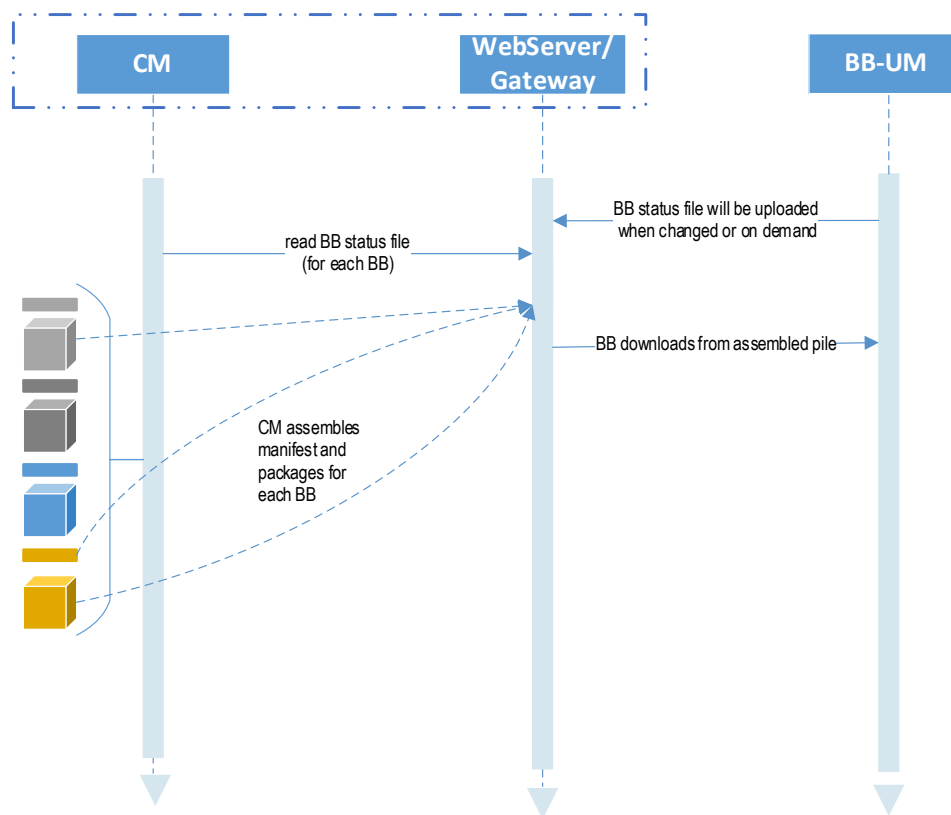 CM
WebServer/
Gateway
BB-UM
BB status file will be uploaded
when changed or on demand
read BB status file
(for each BB)
BB downloads from assembled pile
CM assembles
manifest and
packages for
each BB